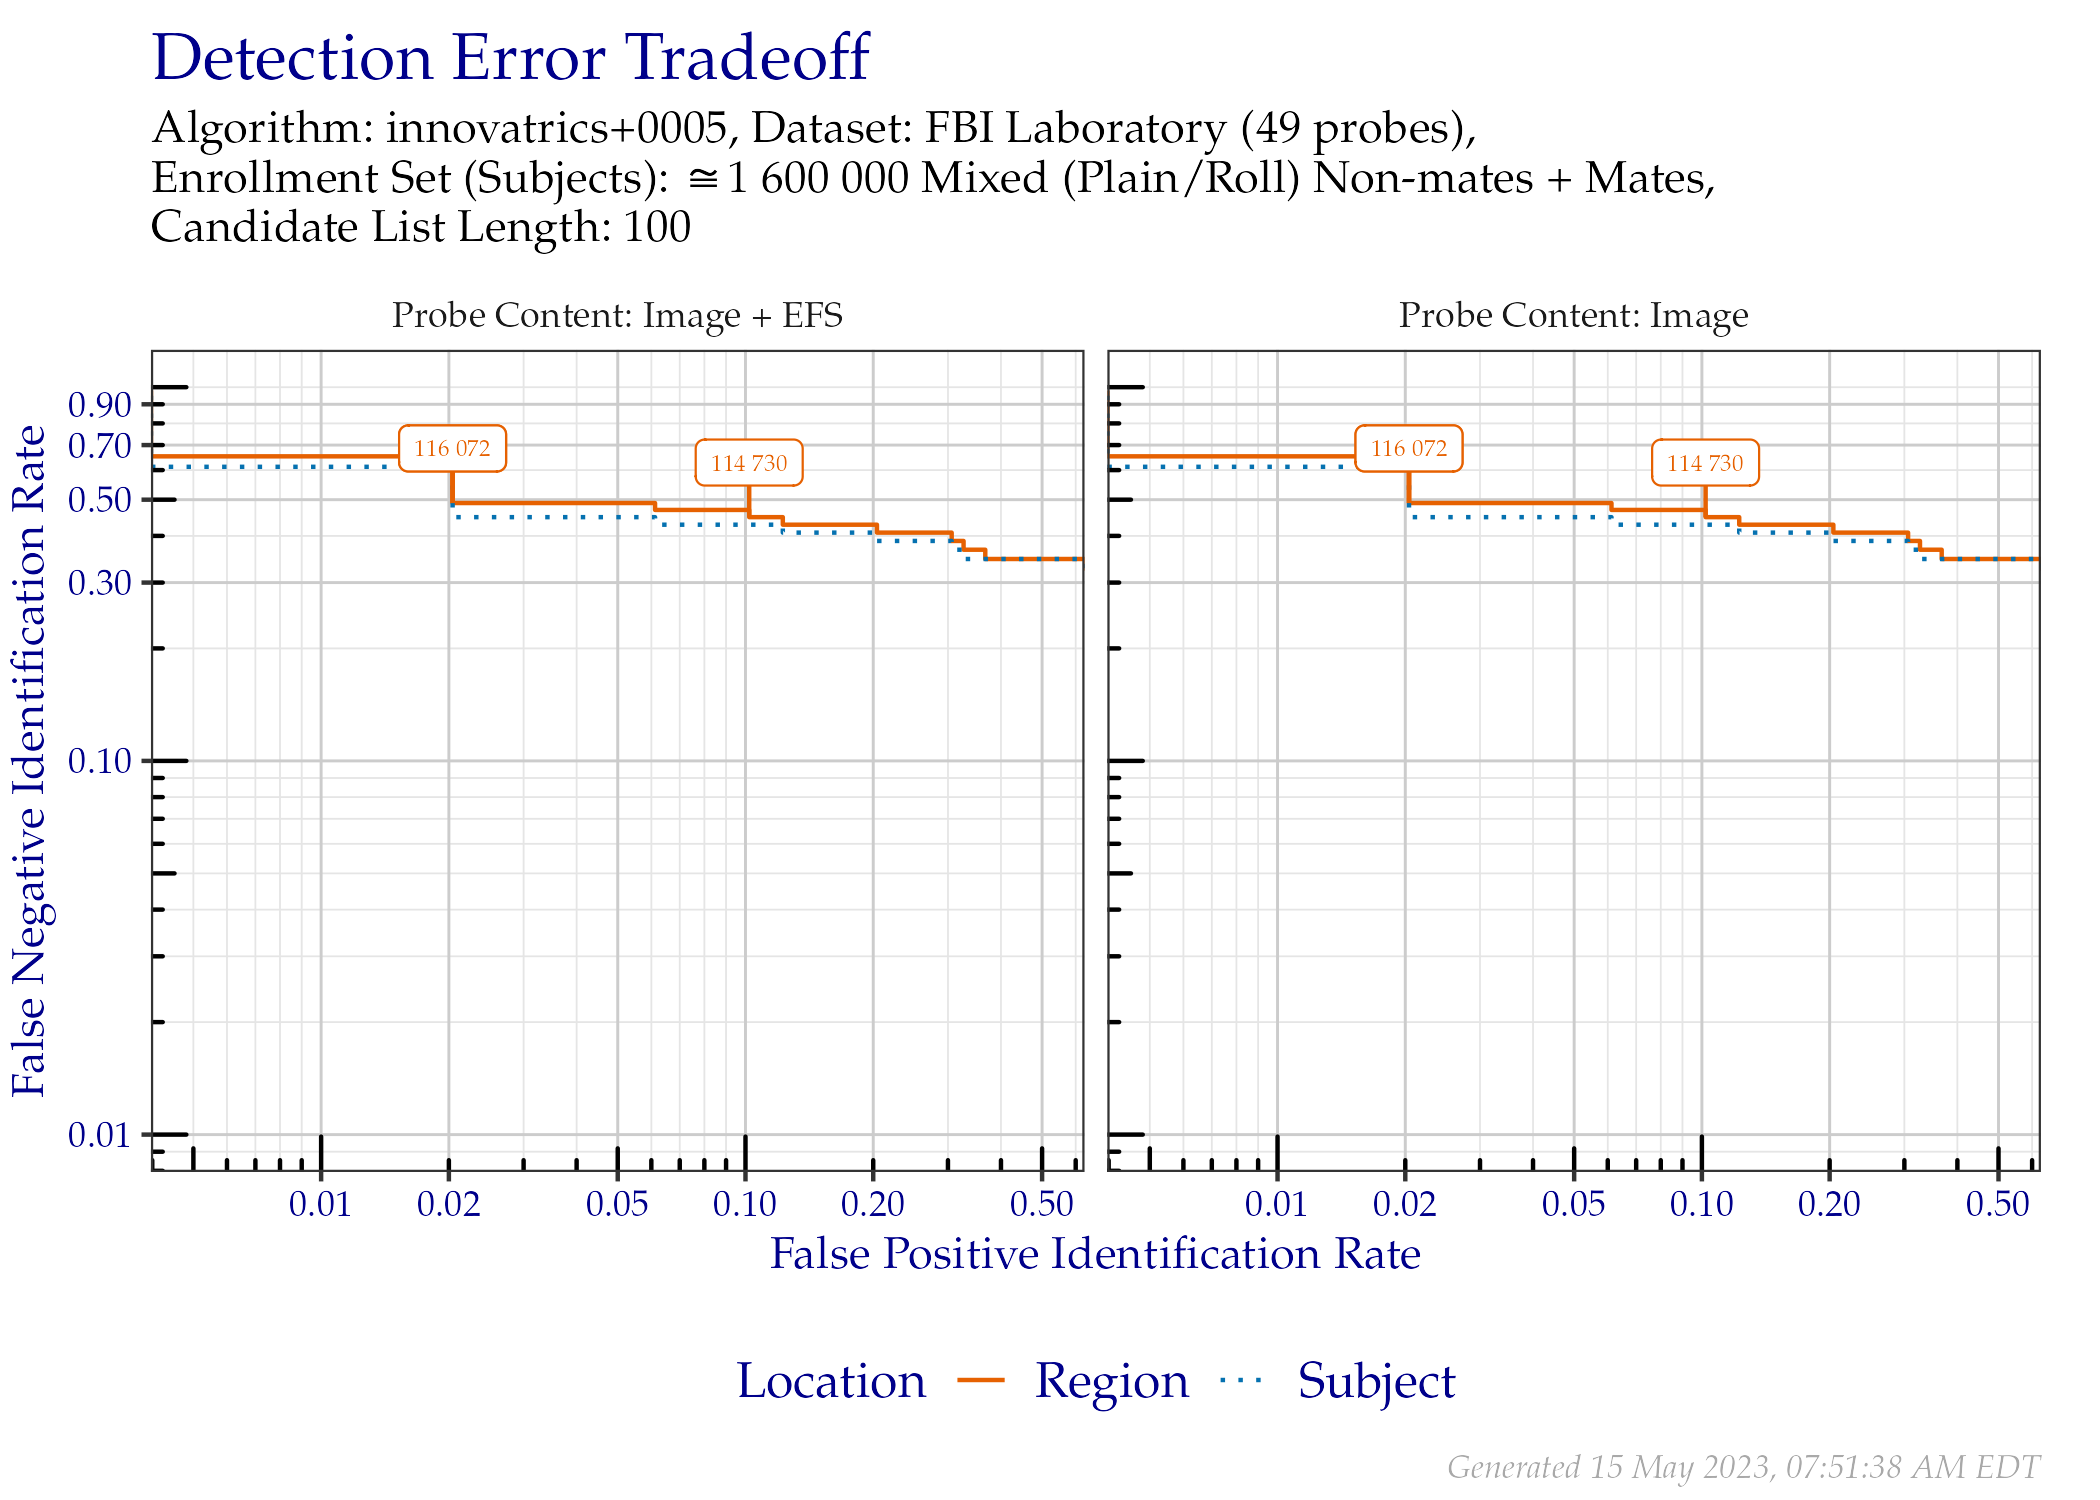 Detection Error Tradeoff
Algorithm: innovatrics+0005, Dataset: FBI Laboratory (49 probes),
Enrollment Set (Subjects): ≅ 1 600 000 Mixed (Plain/Roll) Non-mates + Mates,
Candidate List Length: 100
Probe Content: Image + EFS
Probe Content: Image
False Negative Identification Rate
0.90
0.70
0.50
0.30
0.10
0.01
116 072
114 730
116 072
114 730
0.01 0.02 0.05 0.10 0.20 0.50
0.01 0.02 0.05 0.10 0.20 0.50
False Positive Identification Rate
Location Region Subject
Generated 15 May 2023, 07:51:38 AM EDT